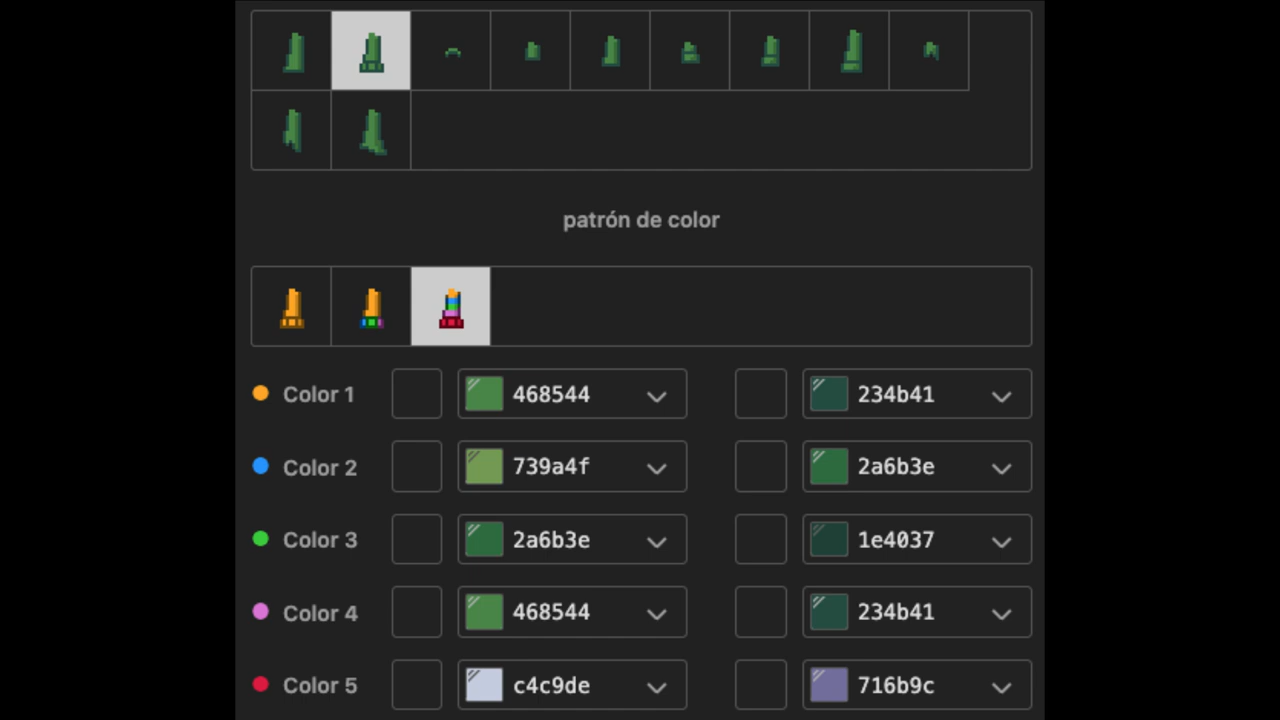 patrón de color
Color 1 468544 234b41
Color 2 739a4f 2a6b3e
Color 3 2a6b3e 1e4037
Color 4 468544 234b41
Color 5 c4c9de 716b9c